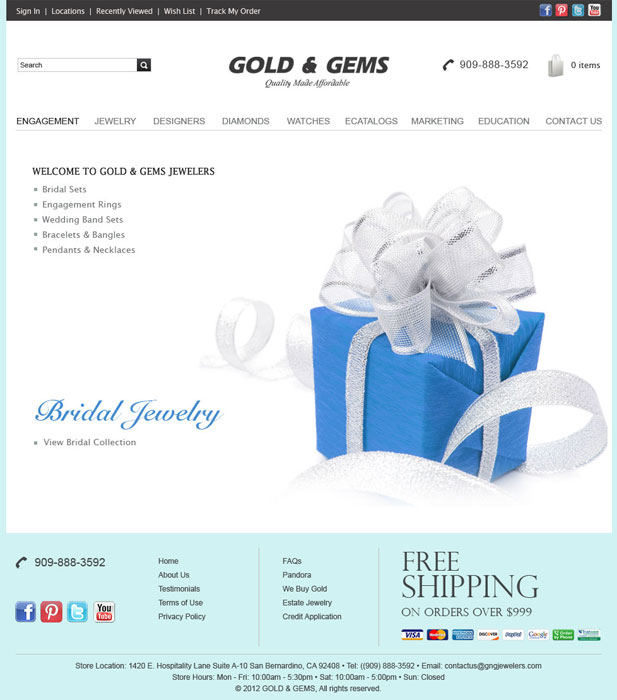 Sign In | Locations | Recently Viewed | Wish List | Track My Order
You Tube
Search
GOLD & GEMS
Quality Made Affordable
909-888-3592
0 items
ENGAGEMENT JEWELRY DESIGNERS DIAMONDS WATCHES ECATALOGS MARKETING EDUCATION CONTACT US
WELCOME TO GOLD & GEMS JEWELERS
Bridal Sets
Engagement Rings
Wedding Band Sets
Bracelets & Bangles
Pendants & Necklaces
Bridal Jewelry
View Bridal Collection
909-888-3592
You Tube
Home
About Us
Testimonials
Terms of Use
Privacy Policy
FAQs
Pandora
We Buy Gold
Estate Jewelry
Credit Application
FREE
SHIPPING
ON ORDERS OVER $999
VISA MasterCard DISCOVER PayPal Google Order by Phone
Store Location: 1420 E. Hospitality Lane Suite A-10 San Bernardino, CA 92408 • Tel: ((909) 888-3592 • Email: contactus@gngjewelers.com
Store Hours: Mon - Fri: 10:00am - 5:30pm • Sat: 10:00am - 5:00pm • Sun: Closed
© 2012 GOLD & GEMS, All rights reserved.